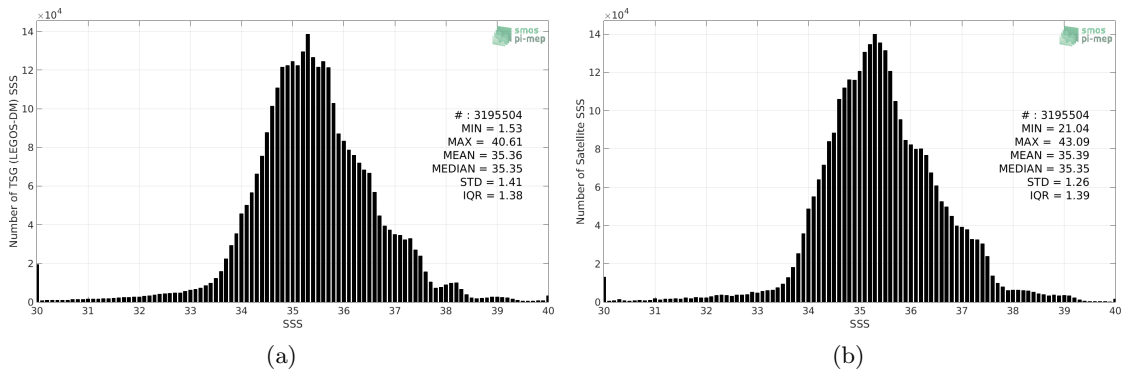 ×10⁴
14
12
10
8
6
4
2
0
Number of TSG (LEGOS-DM) SSS
smos
pi-mep
# : 3195504
MIN = 1.53
MAX = 40.61
MEAN = 35.36
MEDIAN = 35.35
STD = 1.41
IQR = 1.38
30 31 32 33 34 35 36 37 38 39 40
SSS
(a)
×10⁴
14
12
10
8
6
4
2
0
Number of Satellite SSS
smos
pi-mep
# : 3195504
MIN = 21.04
MAX = 43.09
MEAN = 35.39
MEDIAN = 35.35
STD = 1.26
IQR = 1.39
30 31 32 33 34 35 36 37 38 39 40
SSS
(b)